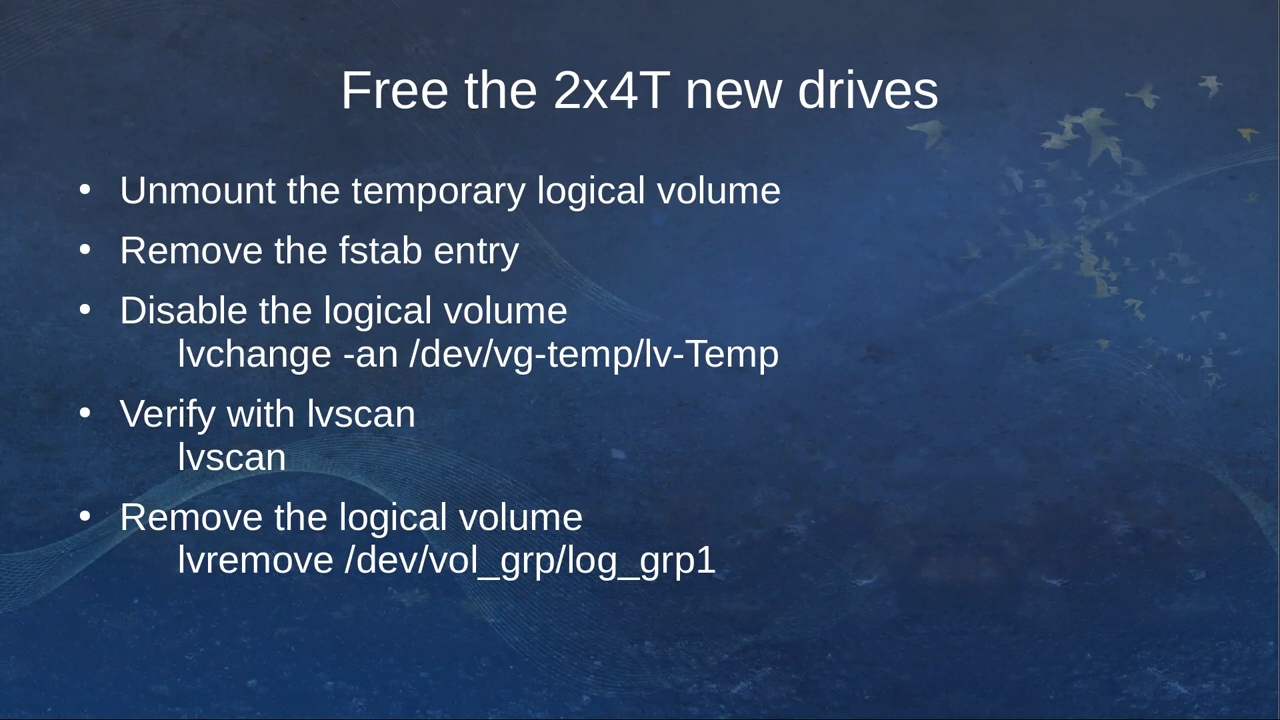 Free the 2x4T new drives
• Unmount the temporary logical volume
• Remove the fstab entry
• Disable the logical volume
lvchange -an /dev/vg-temp/lv-Temp
• Verify with lvscan
lvscan
• Remove the logical volume
lvremove /dev/vol_grp/log_grp1